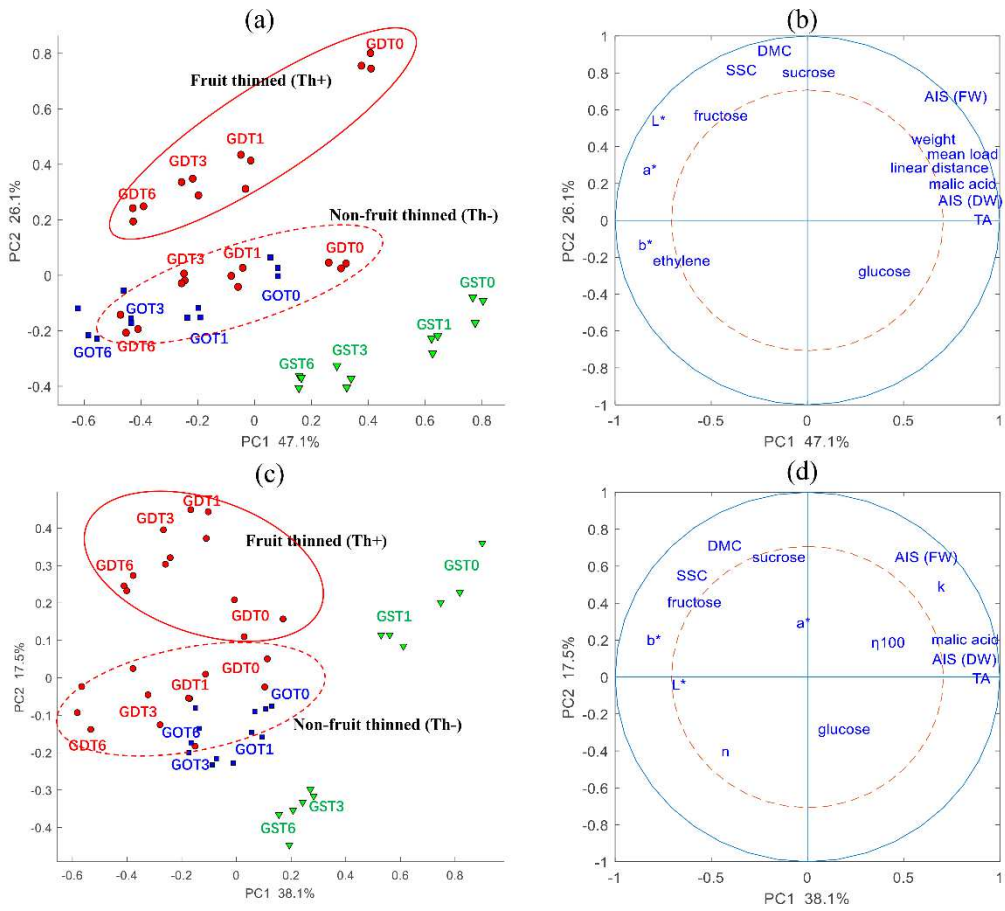 (a)
0.8
0.6
0.4
0.2
0
-0.2
-0.4
PC2 26.1%
Fruit thinned (Th+)
GDT0
GDT1
GDT3
GDT6
Non-fruit thinned (Th-)
GDT0
GDT1
GDT3
GDT6
GOT0
GOT1
GOT3
GOT6
GST0
GST1
GST3
GST6
-0.6 -0.4 -0.2 0 0.2 0.4 0.6 0.8
PC1 47.1%
(b)
1
0.8
0.6
0.4
0.2
0
-0.2
-0.4
-0.6
-0.8
-1
PC2 26.1%
DMC
SSC
sucrose
AIS (FW)
fructose
L*
weight
mean load
linear distance
a*
malic acid
AIS (DW)
TA
b*
ethylene
glucose
-1 -0.5 0 0.5 1
PC1 47.1%
(c)
0.4
0.3
0.2
0.1
0
-0.1
-0.2
-0.3
-0.4
PC2 17.5%
GDT1
GDT3
Fruit thinned (Th+)
GDT6
GDT0
GST0
GST1
GDT0
GDT1
GOT0
GDT3
GDT6
Non-fruit thinned (Th-)
GOT6
GOT1
GOT3
GST3
GST6
-0.6 -0.4 -0.2 0 0.2 0.4 0.6 0.8
PC1 38.1%
(d)
1
0.8
0.6
0.4
0.2
0
-0.2
-0.4
-0.6
-0.8
-1
PC2 17.5%
DMC
sucrose
AIS (FW)
SSC
k
fructose
a*
b*
η100
malic acid
AIS (DW)
TA
L*
glucose
n
-1 -0.5 0 0.5 1
PC1 38.1%